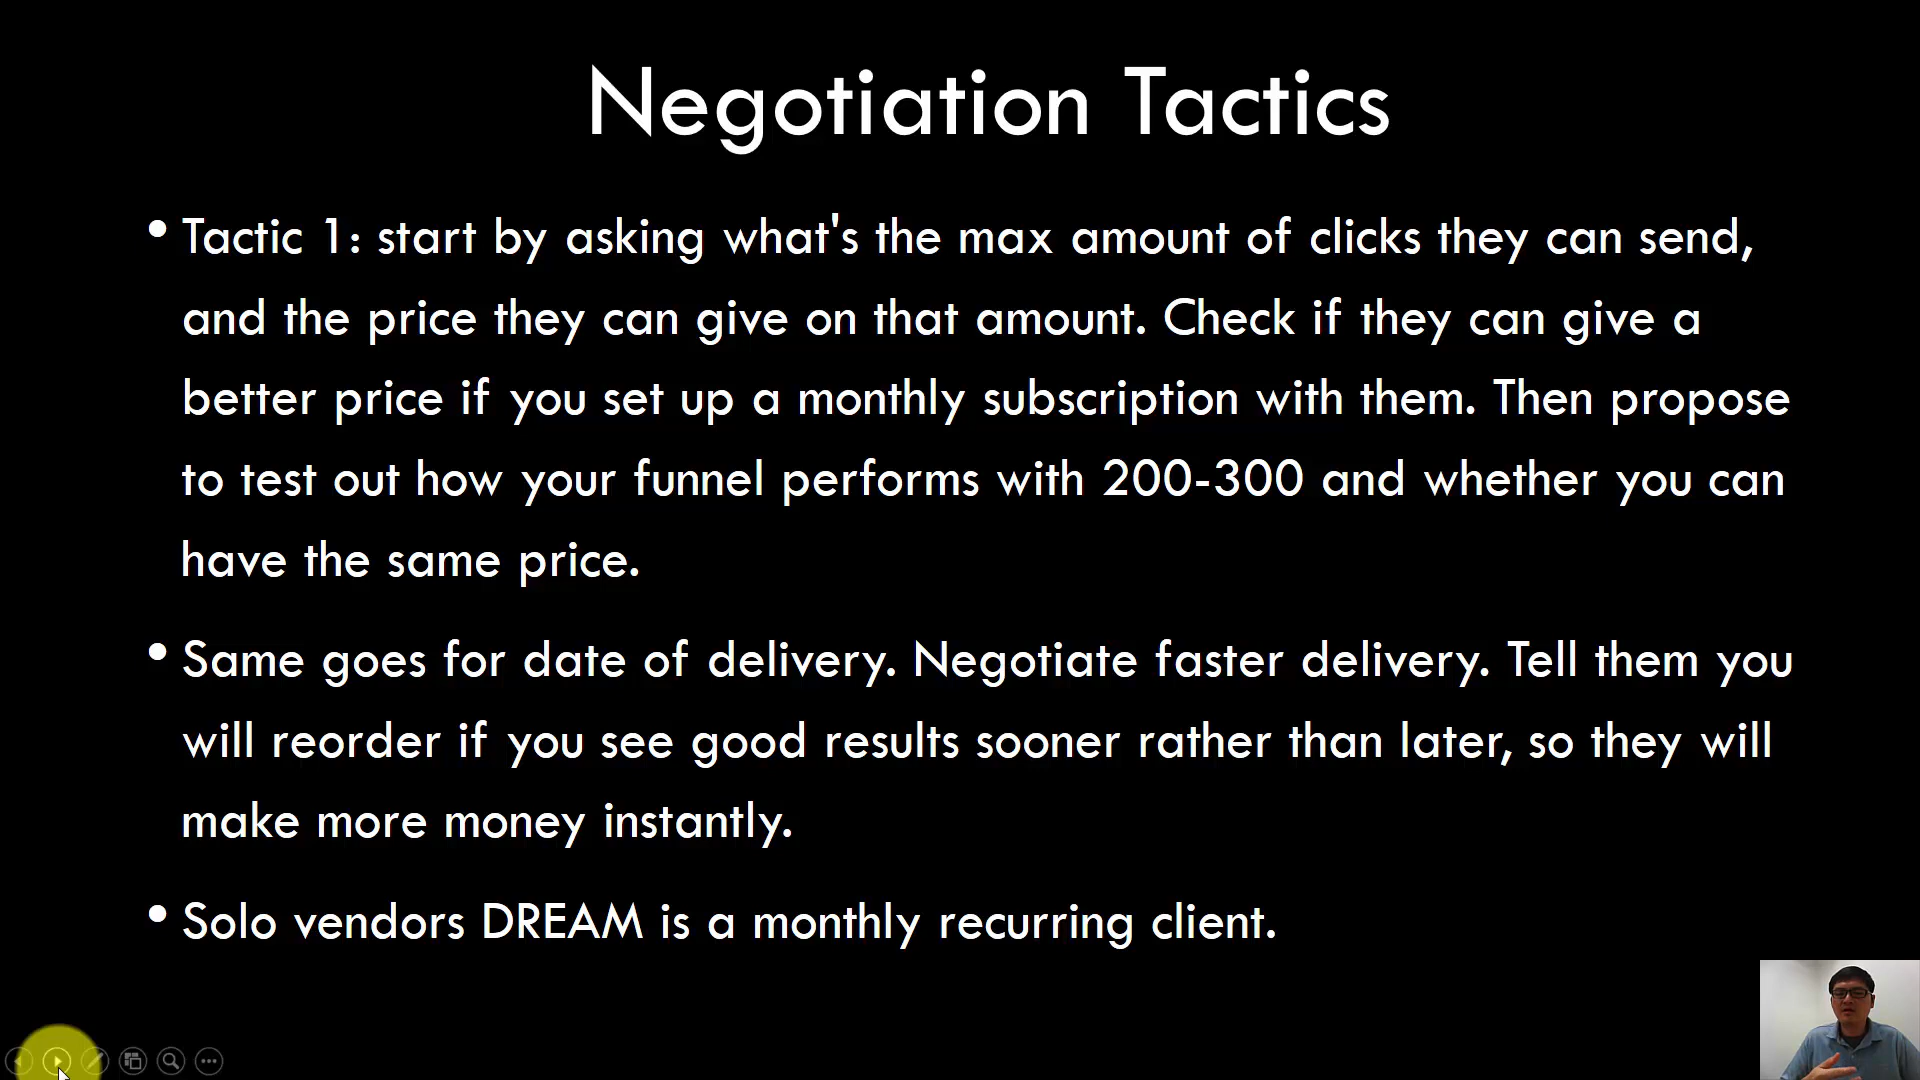 Negotiation Tactics
• Tactic 1: start by asking what's the max amount of clicks they can send,
and the price they can give on that amount. Check if they can give a
better price if you set up a monthly subscription with them. Then propose
to test out how your funnel performs with 200-300 and whether you can
have the same price.
• Same goes for date of delivery. Negotiate faster delivery. Tell them you
will reorder if you see good results sooner rather than later, so they will
make more money instantly.
• Solo vendors DREAM is a monthly recurring client.